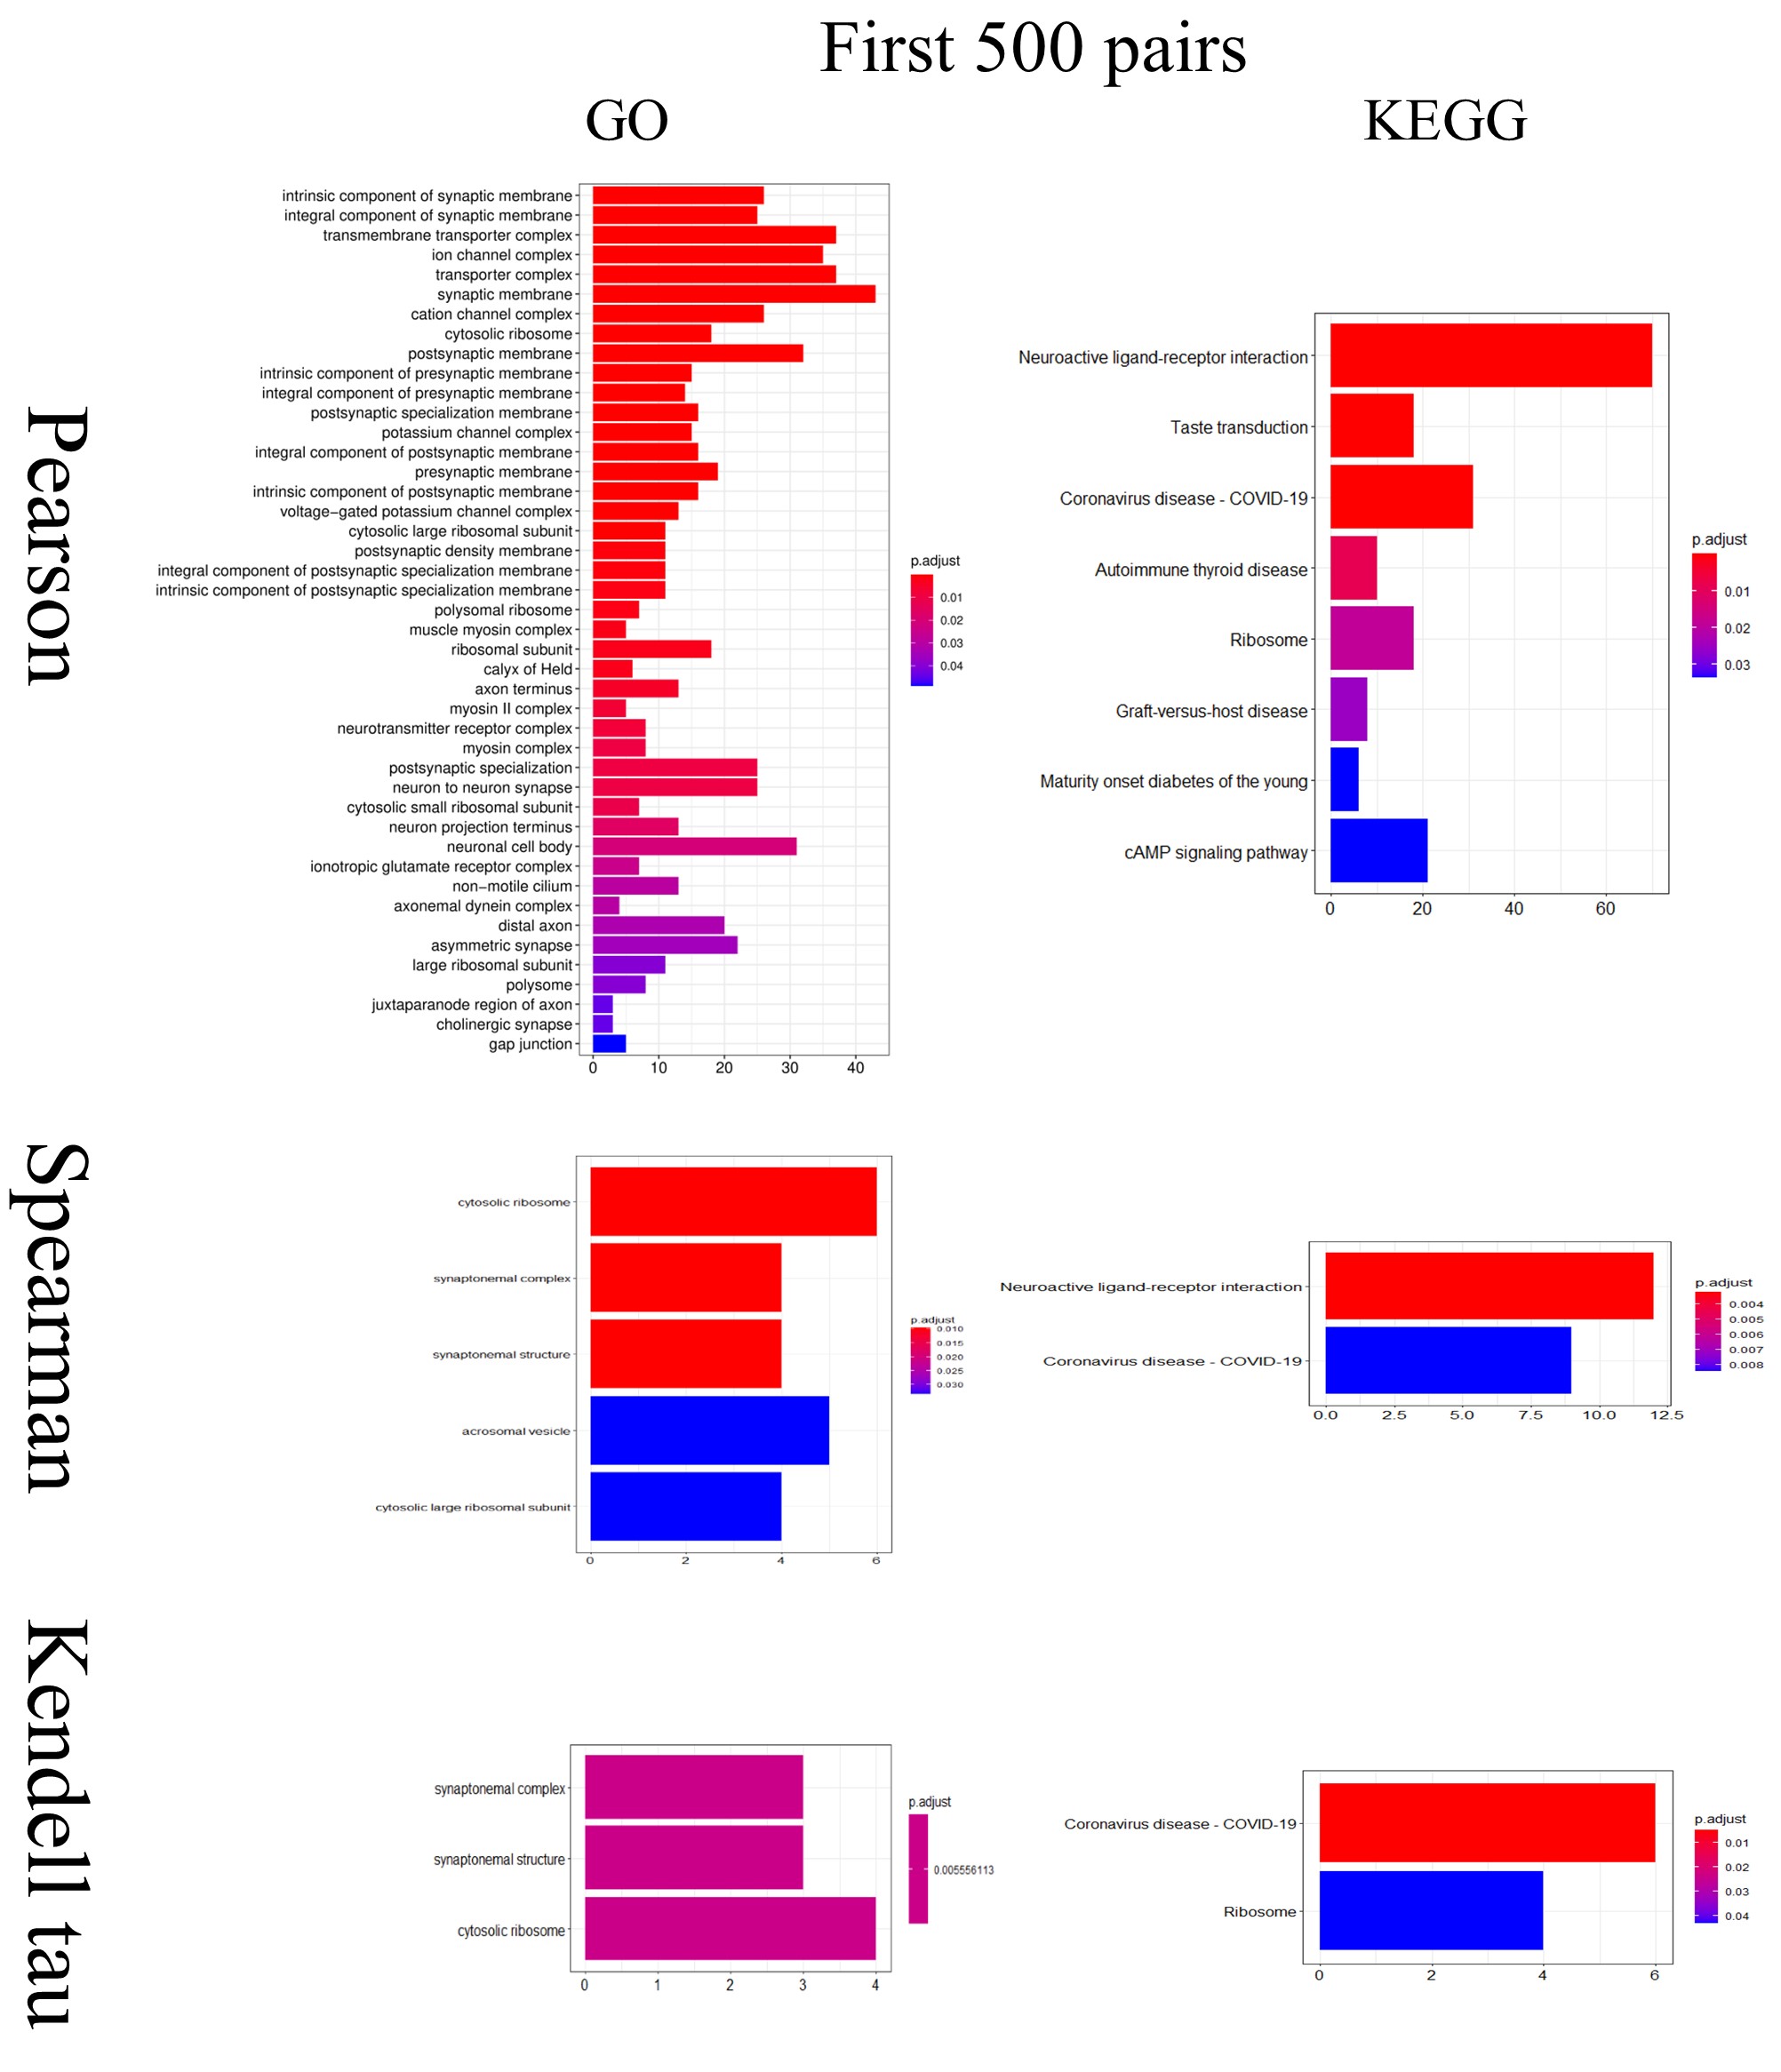 First 500 pairs
GO
KEGG
Pearson
intrinsic component of synaptic membrane
integral component of synaptic membrane
transmembrane transporter complex
ion channel complex
transporter complex
synaptic membrane
cation channel complex
cytosolic ribosome
postsynaptic membrane
intrinsic component of presynaptic membrane
integral component of presynaptic membrane
postsynaptic specialization membrane
potassium channel complex
integral component of postsynaptic membrane
presynaptic membrane
intrinsic component of postsynaptic membrane
voltage−gated potassium channel complex
cytosolic large ribosomal subunit
postsynaptic density membrane
integral component of postsynaptic specialization membrane
intrinsic component of postsynaptic specialization membrane
polysomal ribosome
muscle myosin complex
ribosomal subunit
calyx of Held
axon terminus
myosin II complex
neurotransmitter receptor complex
myosin complex
postsynaptic specialization
neuron to neuron synapse
cytosolic small ribosomal subunit
neuron projection terminus
neuronal cell body
ionotropic glutamate receptor complex
non−motile cilium
axonemal dynein complex
distal axon
asymmetric synapse
large ribosomal subunit
polysome
juxtaparanode region of axon
cholinergic synapse
gap junction
0 10 20 30 40
p.adjust
0.01
0.02
0.03
0.04
Neuroactive ligand-receptor interaction
Taste transduction
Coronavirus disease - COVID-19
Autoimmune thyroid disease
Ribosome
Graft-versus-host disease
Maturity onset diabetes of the young
cAMP signaling pathway
0 20 40 60
p.adjust
0.01
0.02
0.03
Spearman
cytosolic ribosome
synaptonemal complex
synaptonemal structure
acrosomal vesicle
cytosolic large ribosomal subunit
0 2 4 6
p.adjust
0.010
0.015
0.020
0.025
0.030
Neuroactive ligand-receptor interaction
Coronavirus disease - COVID-19
0.0 2.5 5.0 7.5 10.0 12.5
p.adjust
0.004
0.005
0.006
0.007
0.008
Kendell tau
synaptonemal complex
synaptonemal structure
cytosolic ribosome
0 1 2 3 4
p.adjust
0.005556113
Coronavirus disease - COVID-19
Ribosome
0 2 4 6
p.adjust
0.01
0.02
0.03
0.04